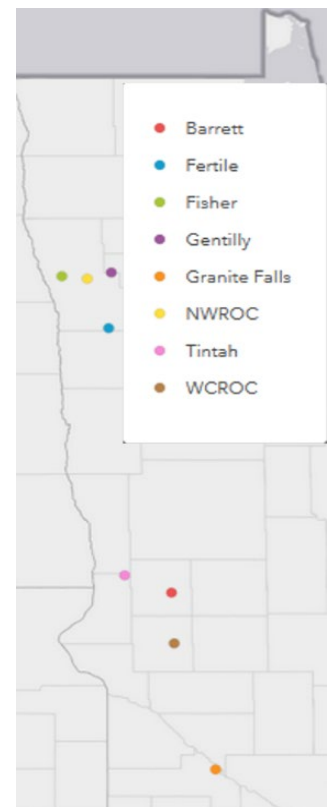 Barrett
Fertile
Fisher
Gentilly
Granite Falls
NWROC
Tintah
WCROC